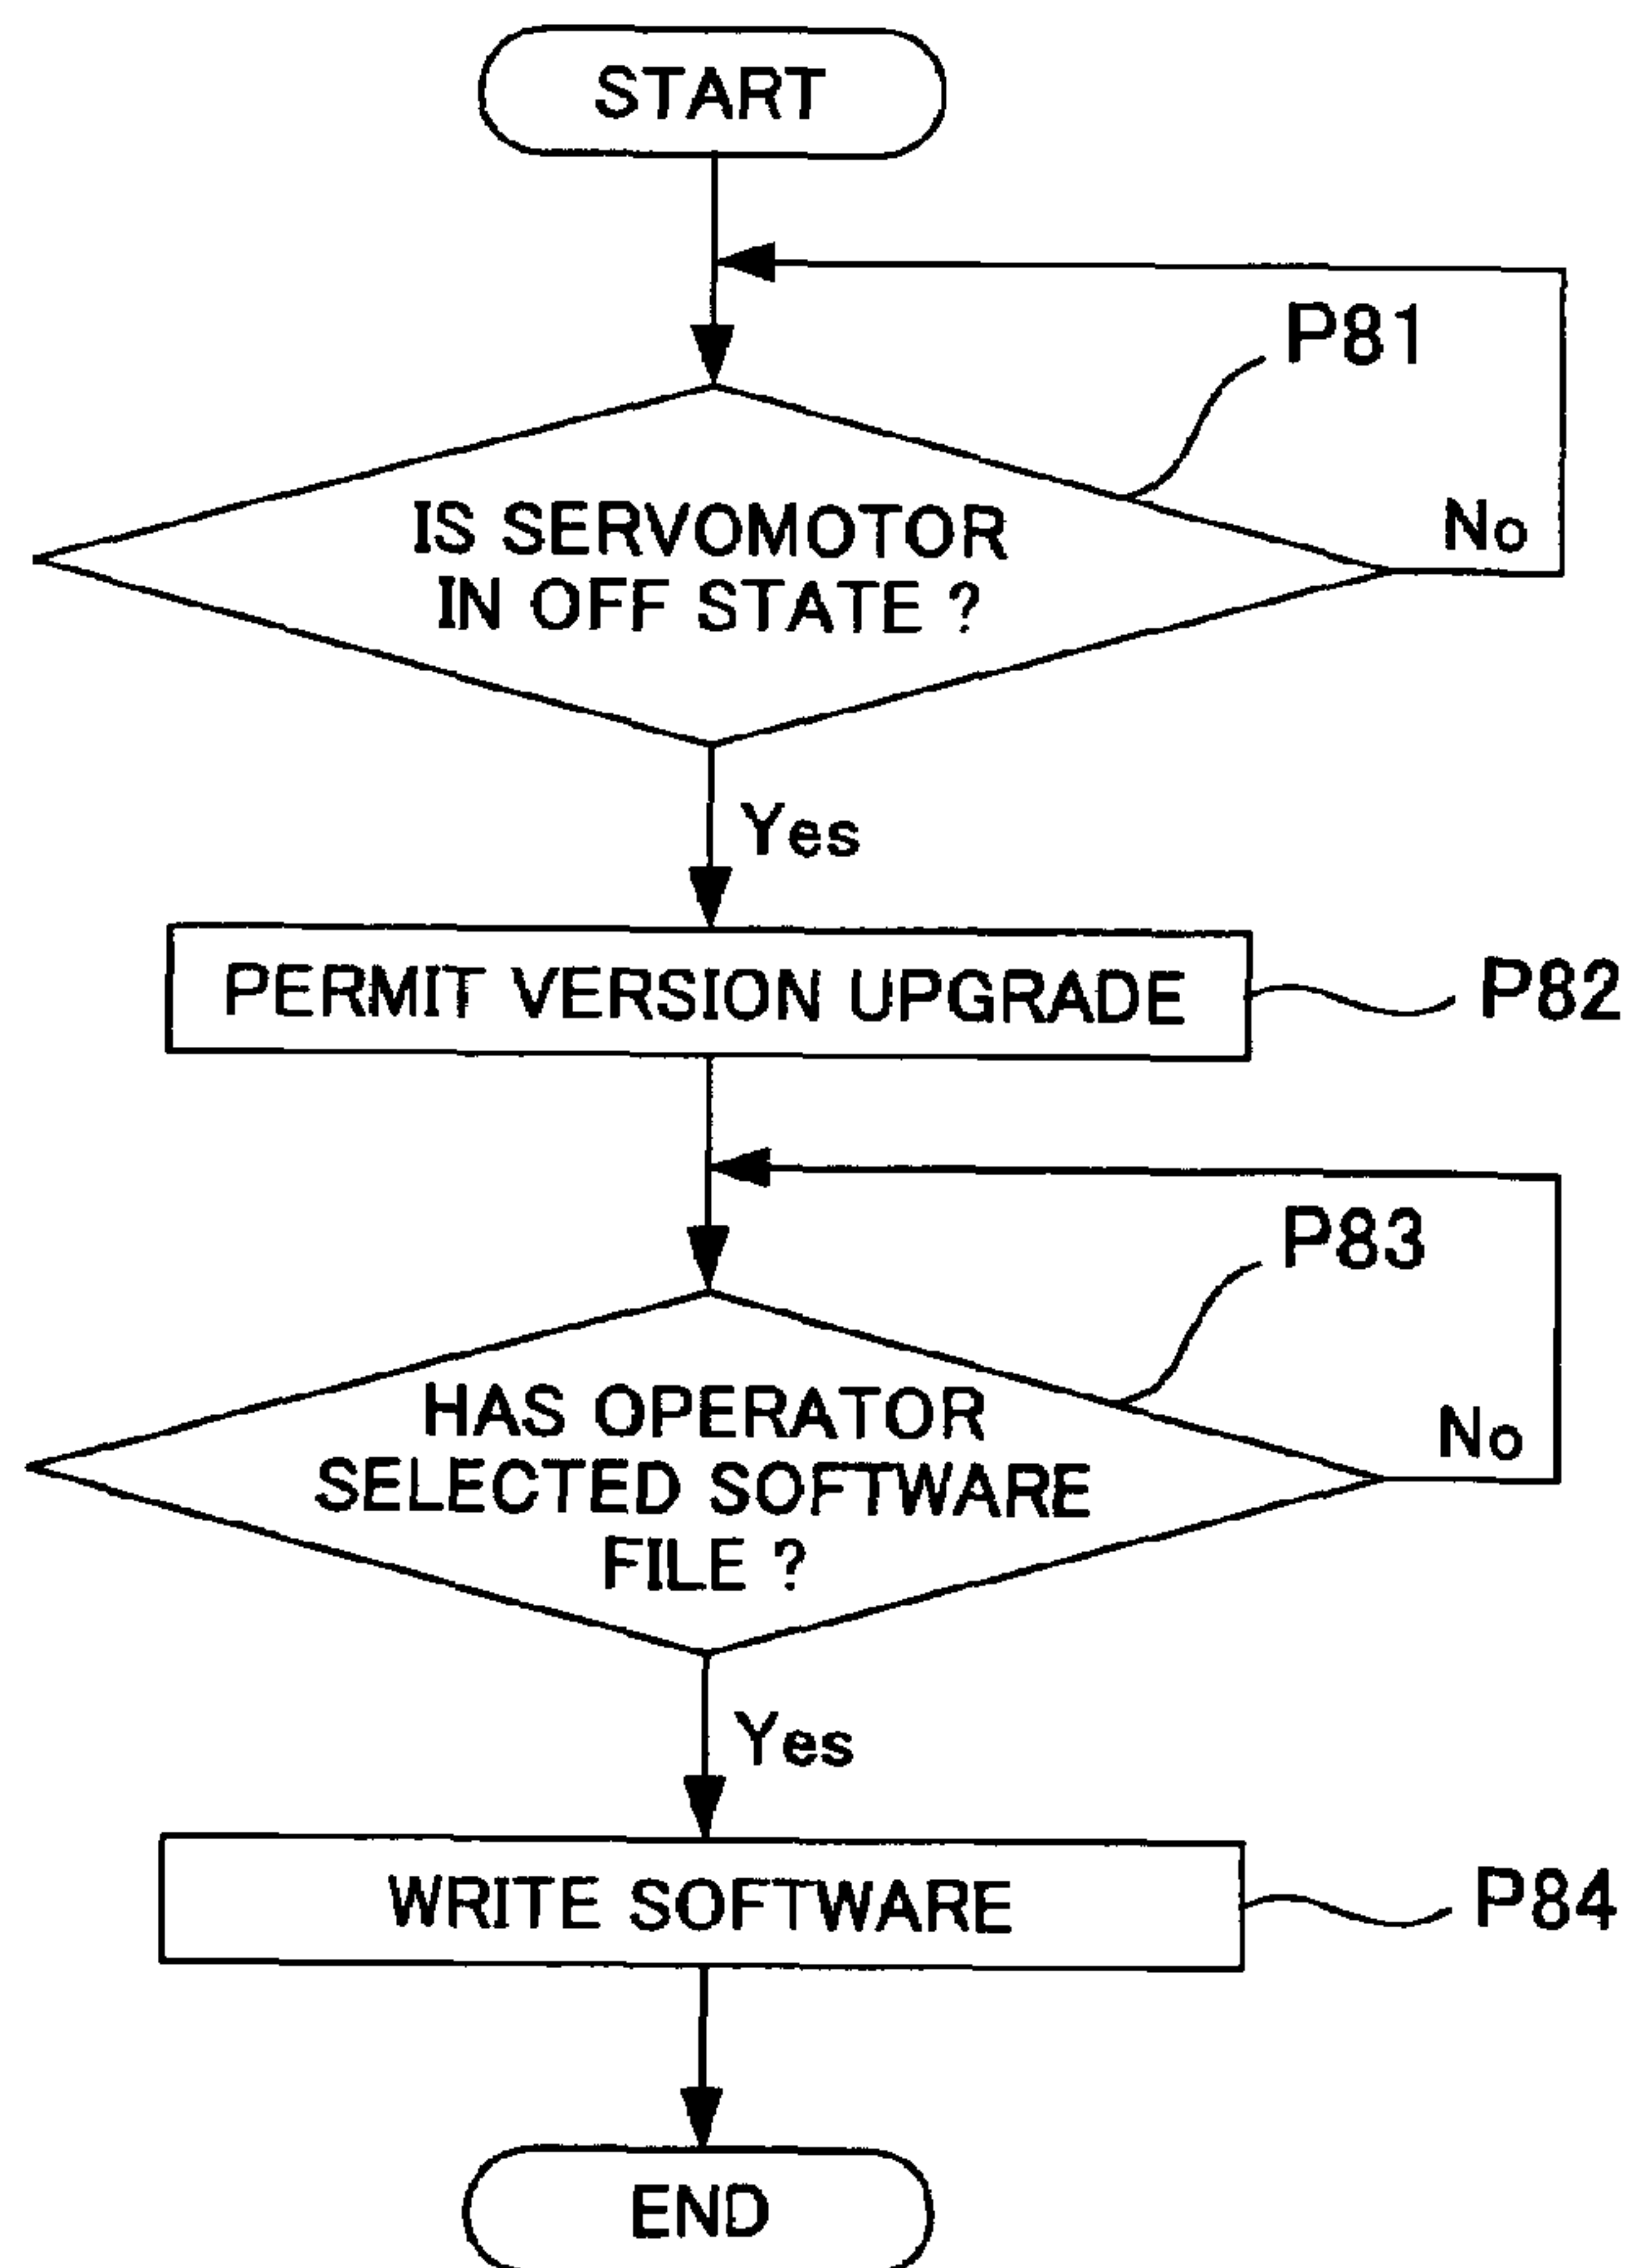 START
P81
IS SERVOMOTOR
IN OFF STATE ?
No
Yes
PERMIT VERSION UPGRADE
P82
P83
HAS OPERATOR
SELECTED SOFTWARE
FILE ?
No
Yes
WRITE SOFTWARE
P84
END